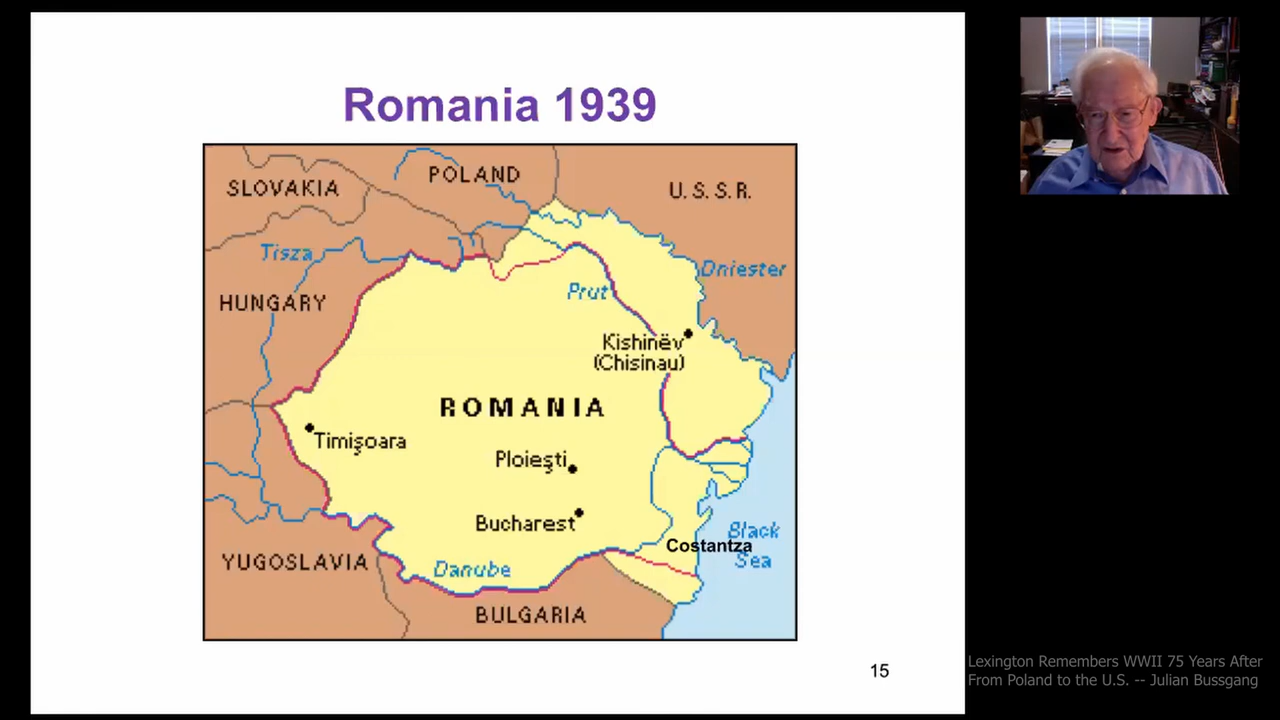 Romania 1939
SLOVAKIA
POLAND
U.S.S.R.
Tisza
Dniester
HUNGARY
Prut
Kishinëv
(Chisinau)
ROMANIA
Timişoara
Ploieşti
Bucharest
Black
Sea
Costantza
YUGOSLAVIA
Danube
BULGARIA
15
Lexington Remembers WWII 75 Years After
From Poland to the U.S. -- Julian Bussgang